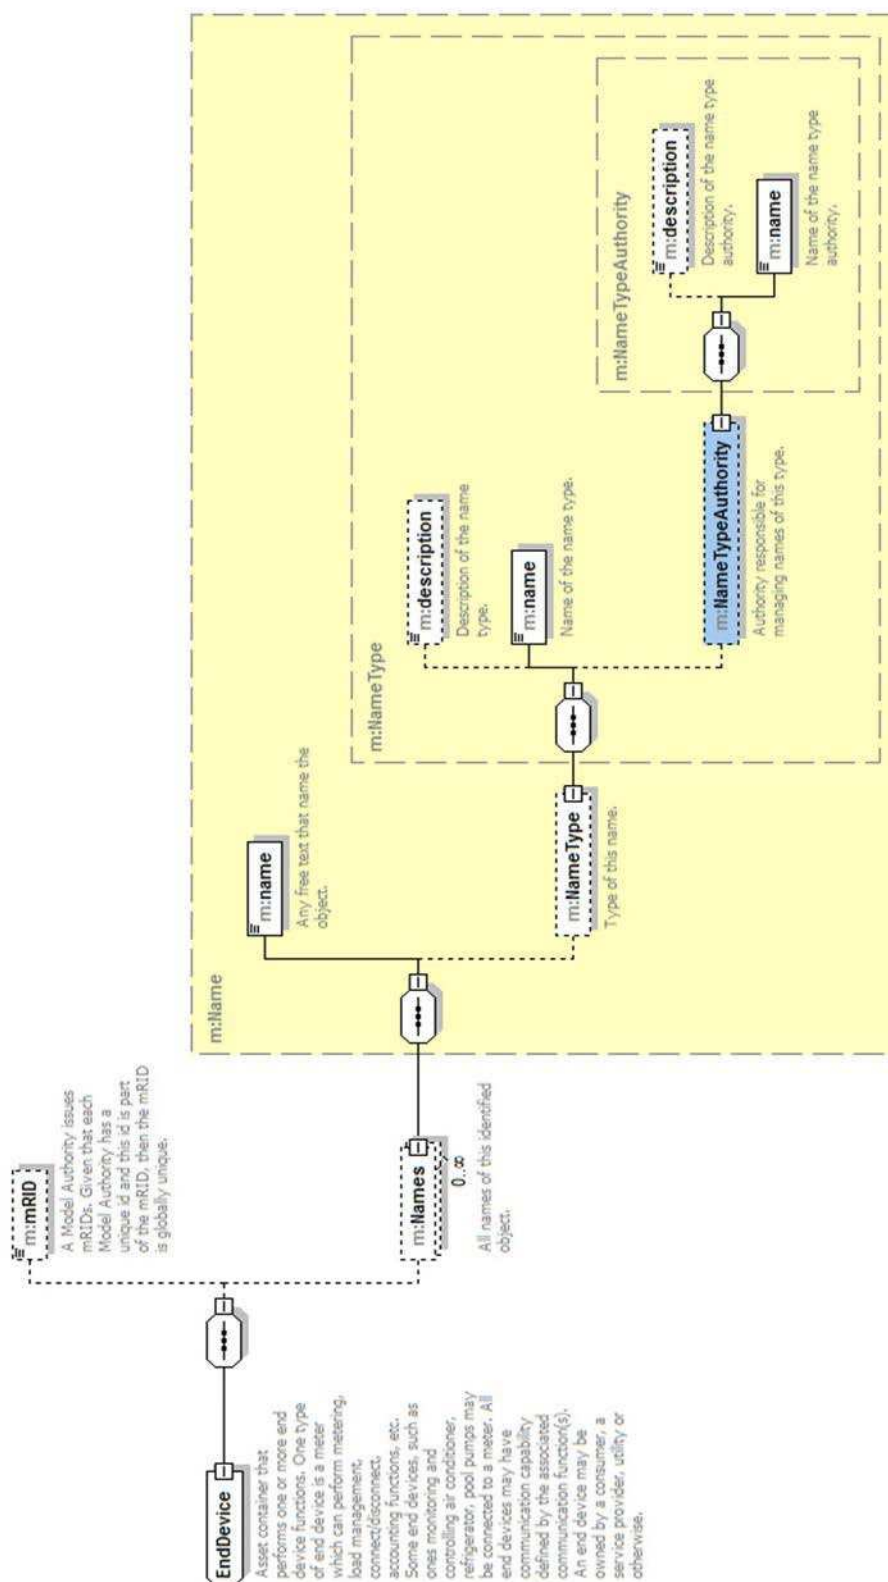 EndDevice
Asset container that
performs one or more end
device functions. One type
of end device is a meter
which can perform metering,
load management,
connect/disconnect,
accounting functions, etc.
Some end devices, such as
ones monitoring and
controlling air conditioner,
refrigerator, pool pumps may
be connected to a meter. All
end devices may have
communication capability
defined by the associated
communication function(s).
An end device may be
owned by a consumer, a
service provider, utility or
otherwise.
m:mRID
A Model Authority issues
mRIDs. Given that each
Model Authority has a
unique id and this id is part
of the mRID, then the mRID
is globally unique.
m:Names
0..∞
All names of this identified
object.
m:Name
m:name
Any free text that name the
object.
m:NameType
Type of this name.
m:NameType
m:description
Description of the name
type.
m:name
Name of the name type.
m:NameTypeAuthority
Authority responsible for
managing names of this type.
m:NameTypeAuthority
m:description
Description of the name type
authority.
m:name
Name of the name type
authority.